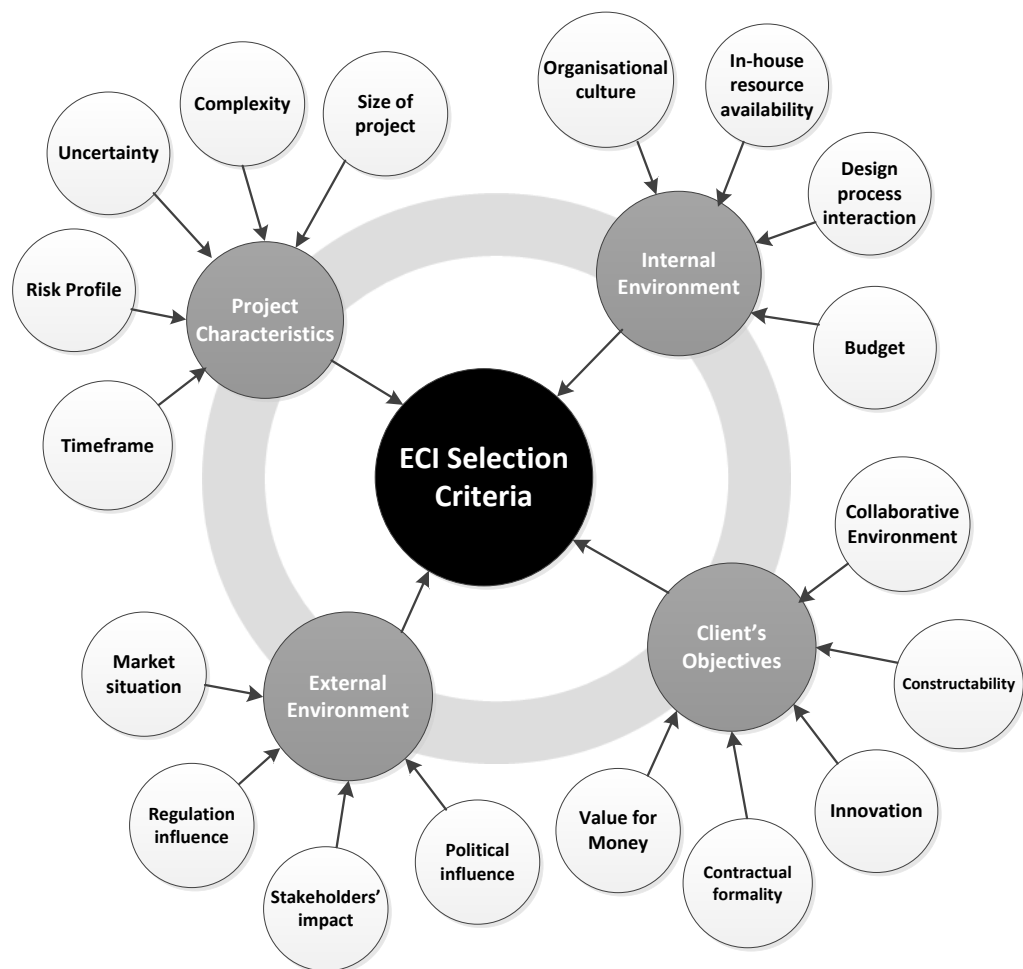 Complexity
Size of
project
Uncertainty
Risk Profile
Timeframe
Project
Characteristics
Organisational
culture
In-house
resource
availability
Design
process
interaction
Budget
Internal
Environment
ECI Selection
Criteria
Collaborative
Environment
Constructability
Innovation
Contractual
formality
Value for
Money
Client’s
Objectives
External
Environment
Market
situation
Regulation
influence
Stakeholders’
impact
Political
influence